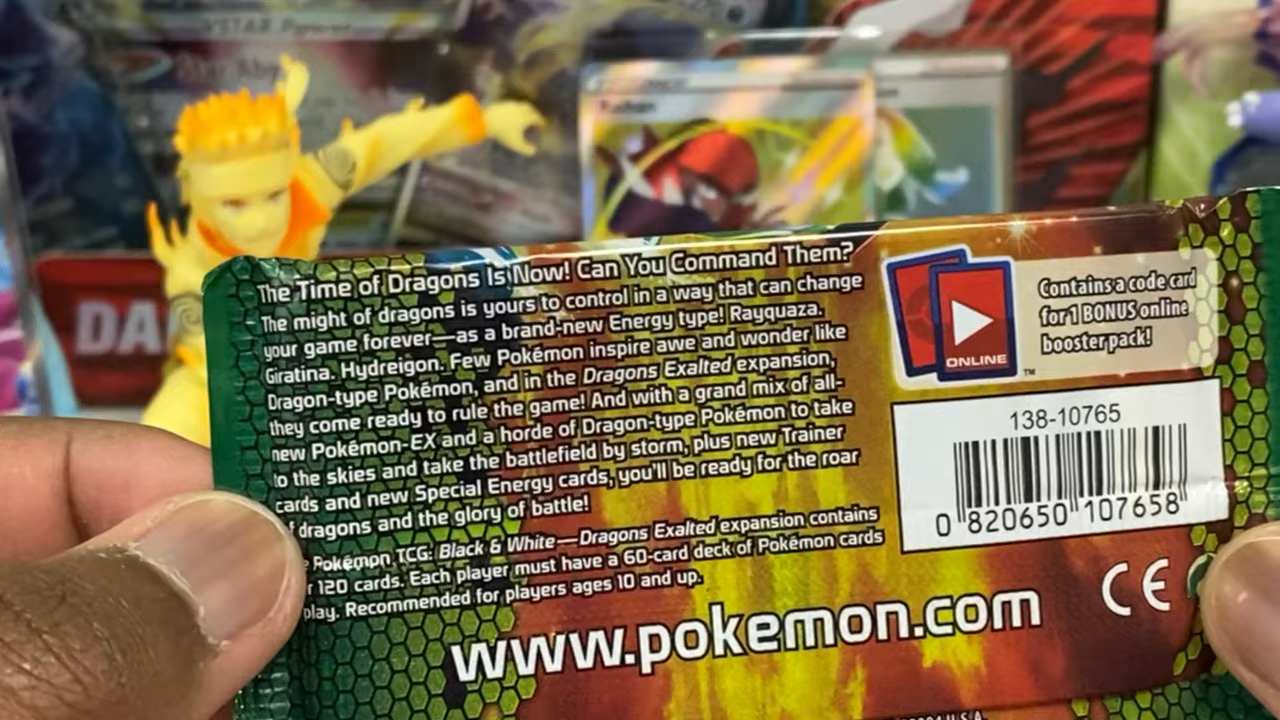 VSTAR Power
DA
The Time of Dragons Is Now! Can You Command Them?
The might of dragons is yours to control in a way that can change
your game forever—as a brand-new Energy type! Rayquaza.
Giratina. Hydreigon. Few Pokémon inspire awe and wonder like
Dragon-type Pokémon, and in the Dragons Exalted expansion,
they come ready to rule the game! And with a grand mix of all-
new Pokémon-EX and a horde of Dragon-type Pokémon to take
to the skies and take the battlefield by storm, plus new Trainer
cards and new Special Energy cards, you'll be ready for the roar
f dragons and the glory of battle!
Pokémon TCG: Black & White—Dragons Exalted expansion contains
r 120 cards. Each player must have a 60-card deck of Pokémon cards
play. Recommended for players ages 10 and up.
www.pokemon.com
ONLINE
TM
Contains a code card
for 1 BONUS online
booster pack!
138-10765
0 820650 107658
CE